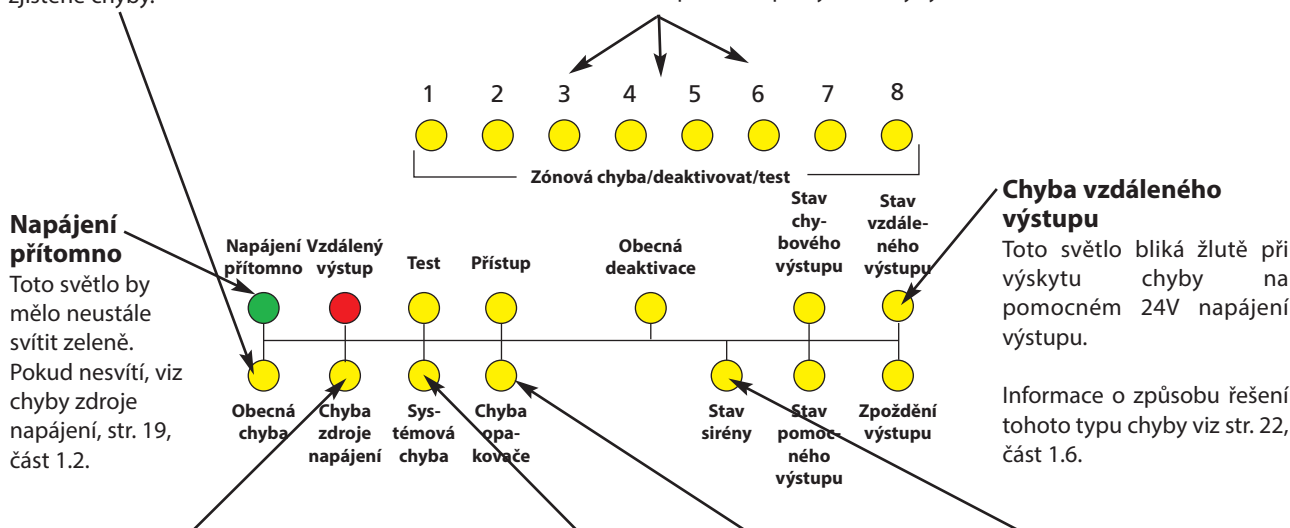 1 2 3 4 5 6 7 8
Zónová chyba/deaktivovat/test
Napájení
přítomno
Toto světlo by
mělo neustále
svítit zeleně.
Pokud nesvítí, viz
chyby zdroje
napájení, str. 19,
část 1.2.
Napájení
přítomno
Vzdálený
výstup
Test
Přístup
Obecná
deaktivace
Stav
chy-
bového
výstupu
Stav
vzdále-
ného
výstupu
Obecná
chyba
Chyba
zdroje
napájení
Sys-
témová
chyba
Chyba
opa-
kovače
Stav
sirény
Stav
pomoc-
ného
výstupu
Zpoždění
výstupu
Chyba vzdáleného
výstupu
Toto světlo bliká žlutě při
výskytu chyby na
pomocném 24V napájení
výstupu.
Informace o způsobu řešení
tohoto typu chyby viz str. 22,
část 1.6.